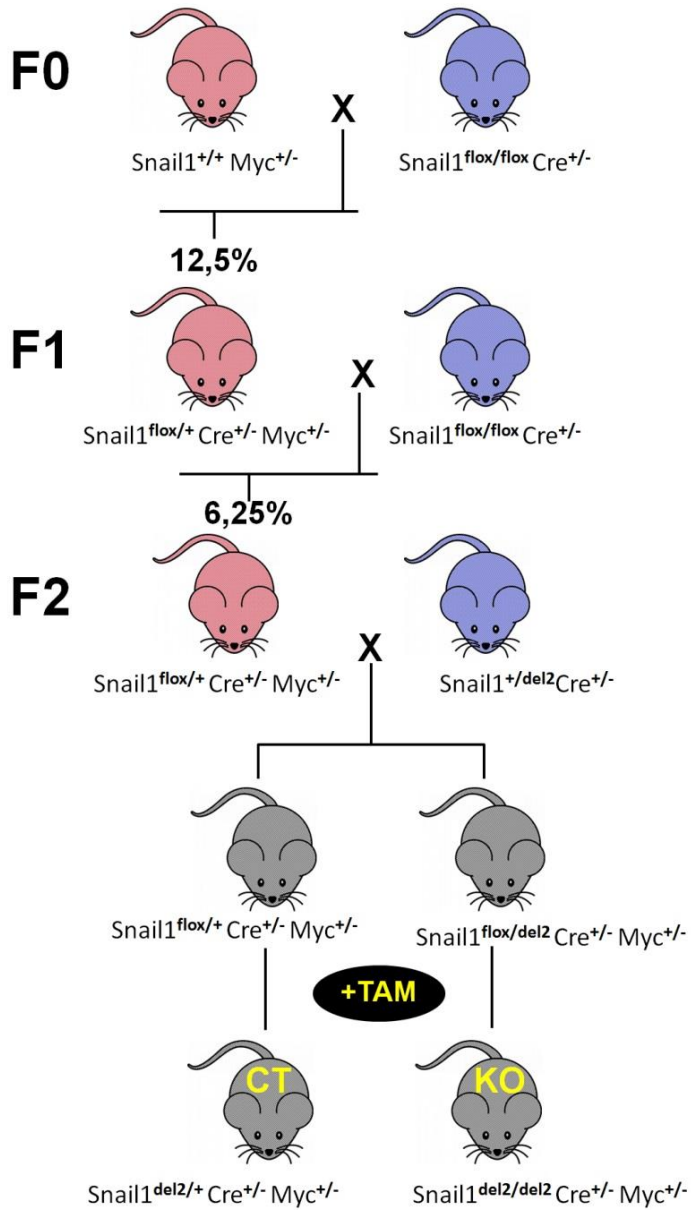 F0
X
Snail1+/+ Myc+/-
Snail1flox/flox Cre+/-
12,5%
F1
X
Snail1flox/+ Cre+/- Myc+/-
Snail1flox/flox Cre+/-
6,25%
F2
X
Snail1flox/+ Cre+/- Myc+/-
Snail1+/del2Cre+/-
Snail1flox/+ Cre+/- Myc+/-
Snail1flox/del2 Cre+/- Myc+/-
+TAM
CT
KO
Snail1del2/+ Cre+/- Myc+/-
Snail1del2/del2 Cre+/- Myc+/-